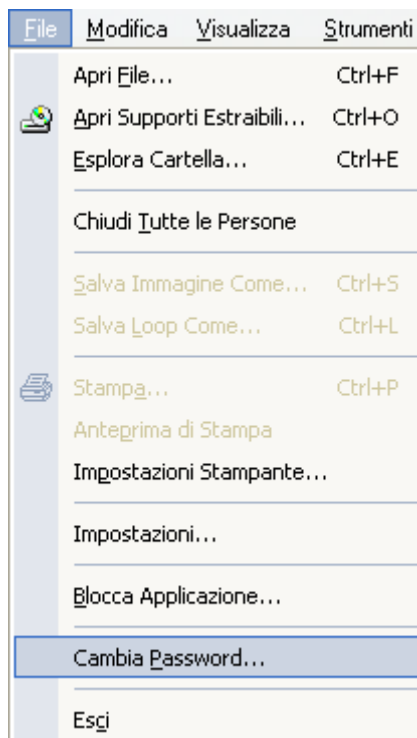 File Modifica Visualizza Strumenti
Apri File... Ctrl+F
Apri Supporti Estraibili... Ctrl+O
Esplora Cartella... Ctrl+E
Chiudi Tutte le Persone
Salva Immagine Come... Ctrl+S
Salva Loop Come... Ctrl+L
Stampa... Ctrl+P
Anteprima di Stampa
Impostazioni Stampante...
Impostazioni...
Blocca Applicazione...
Cambia Password...
Esci